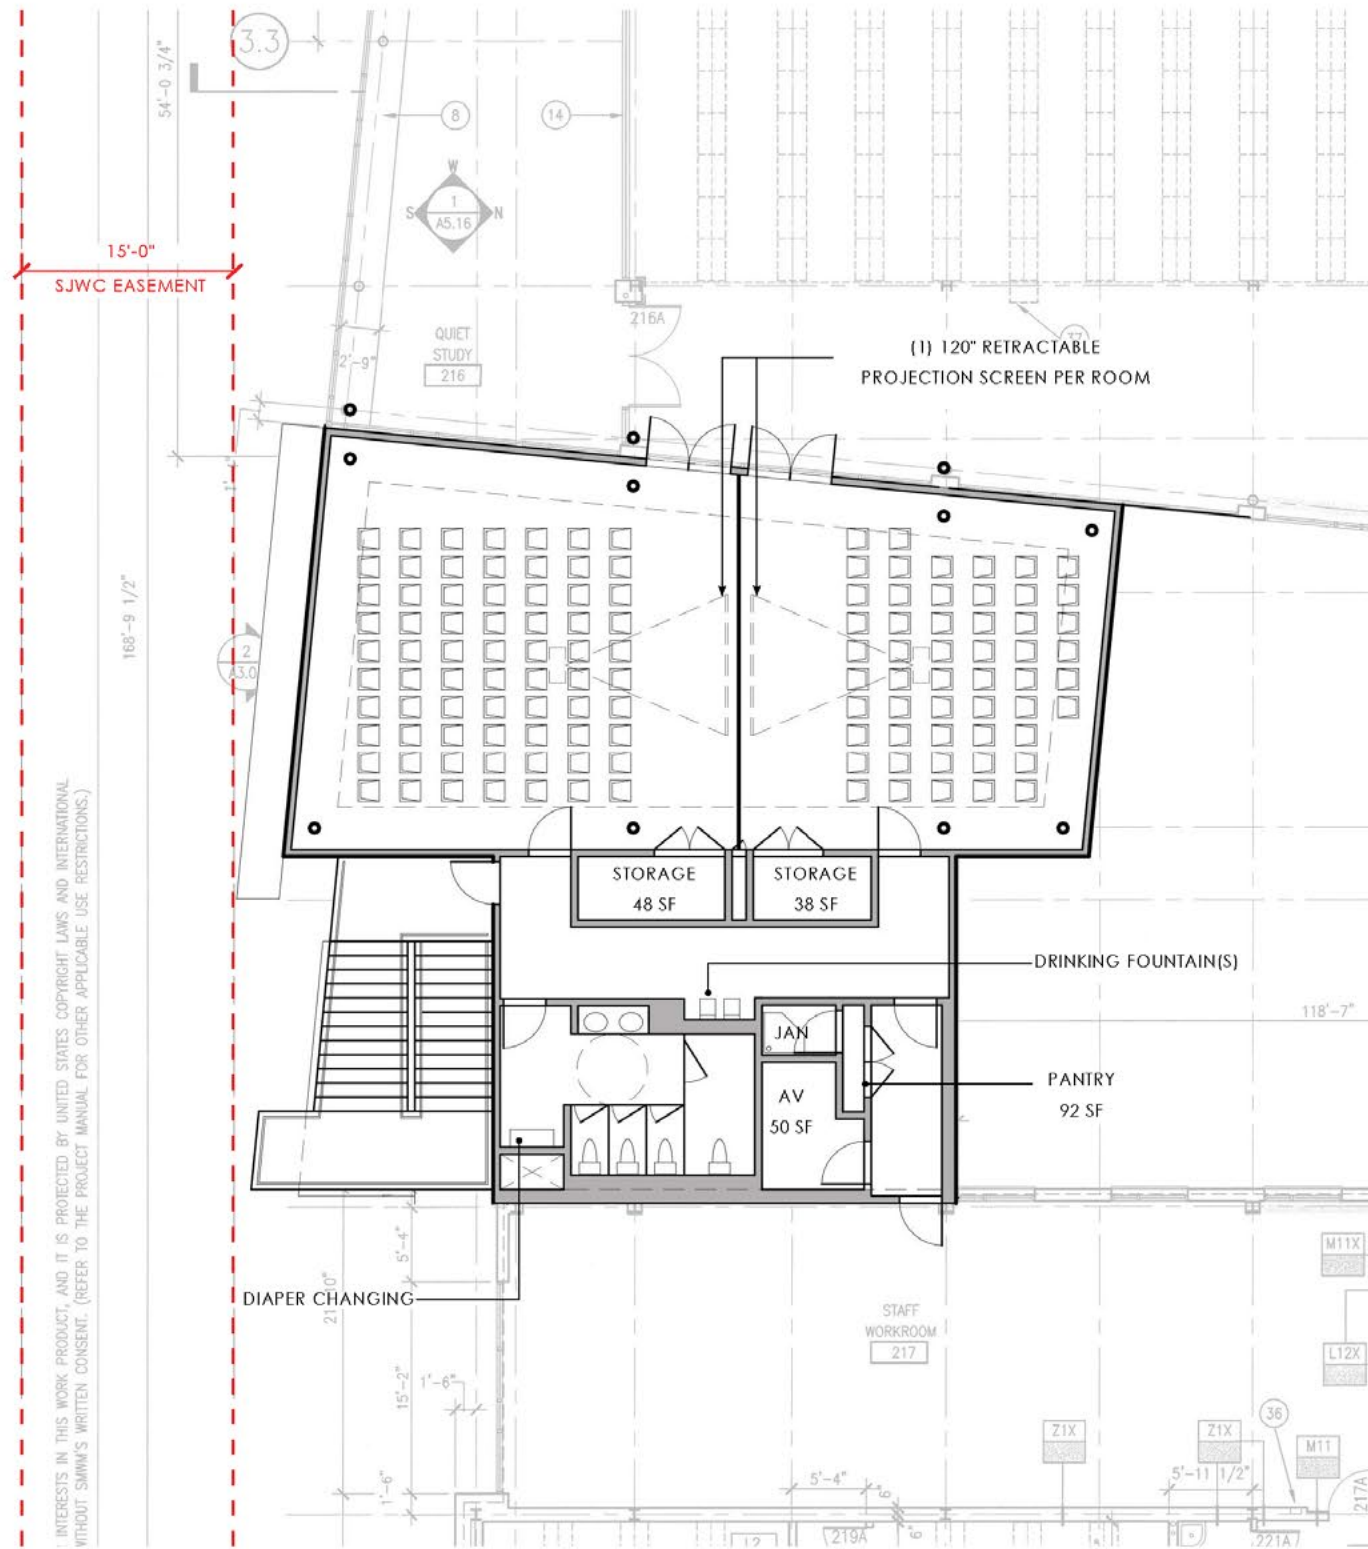 3.3
54'-0 3/4"
8
14
W
S
1
N
A5.16
15'-0"
SJWC EASEMENT
216A
QUIET
STUDY
216
2'-9"
37
(1) 120" RETRACTABLE
PROJECTION SCREEN PER ROOM
168'-9 1/2"
2
A3.0
STORAGE
48 SF
STORAGE
38 SF
DRINKING FOUNTAIN(S)
118'-7"
JAN
AV
50 SF
PANTRY
92 SF
INTERESTS IN THIS WORK PRODUCT, AND IT IS PROTECTED BY UNITED STATES COPYRIGHT LAWS AND INTERNATIONAL
WITHOUT SMWM'S WRITTEN CONSENT. (REFER TO THE PROJECT MANUAL FOR OTHER APPLICABLE USE RESTRICTIONS.)
5'-4"
DIAPER CHANGING
STAFF
WORKROOM
217
M11X
L12X
15'-2"
1'-6"
36
Z1X
Z1X
M11
5'-4"
5'-11 1/2"
1'-6"
6"
6"
217A
219A
221A